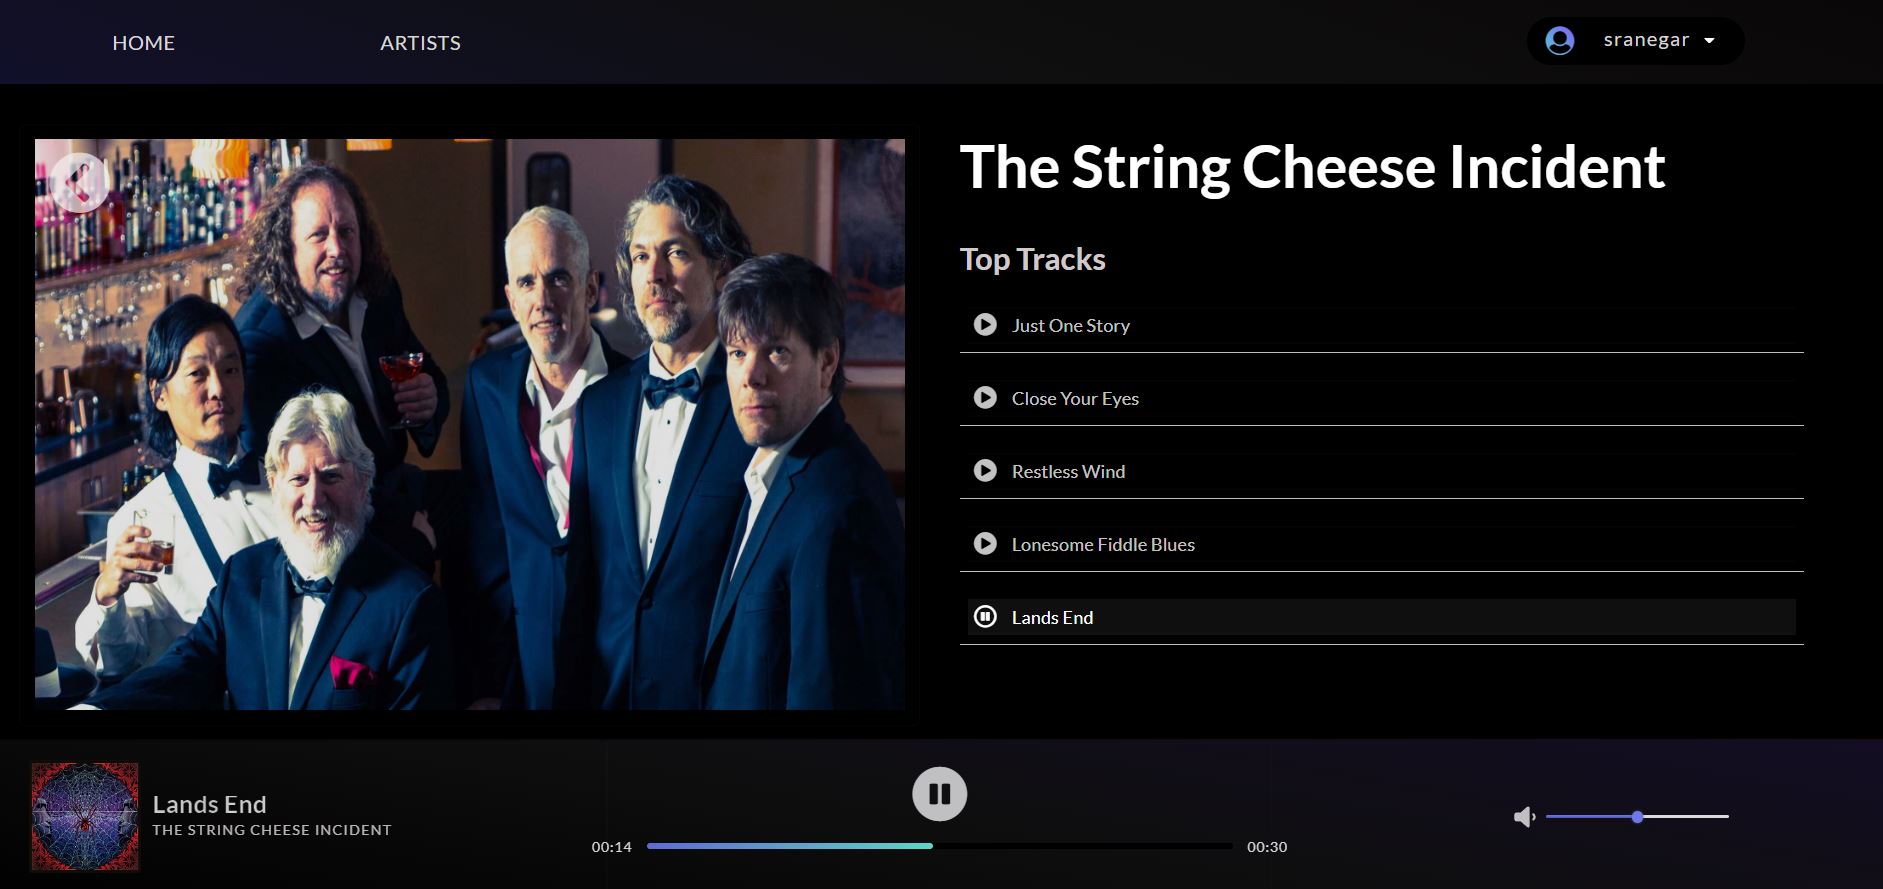 HOME
ARTISTS
sranegar
The String Cheese Incident
Top Tracks
Just One Story
Close Your Eyes
Restless Wind
Lonesome Fiddle Blues
Lands End
Lands End
THE STRING CHEESE INCIDENT
00:14
00:30